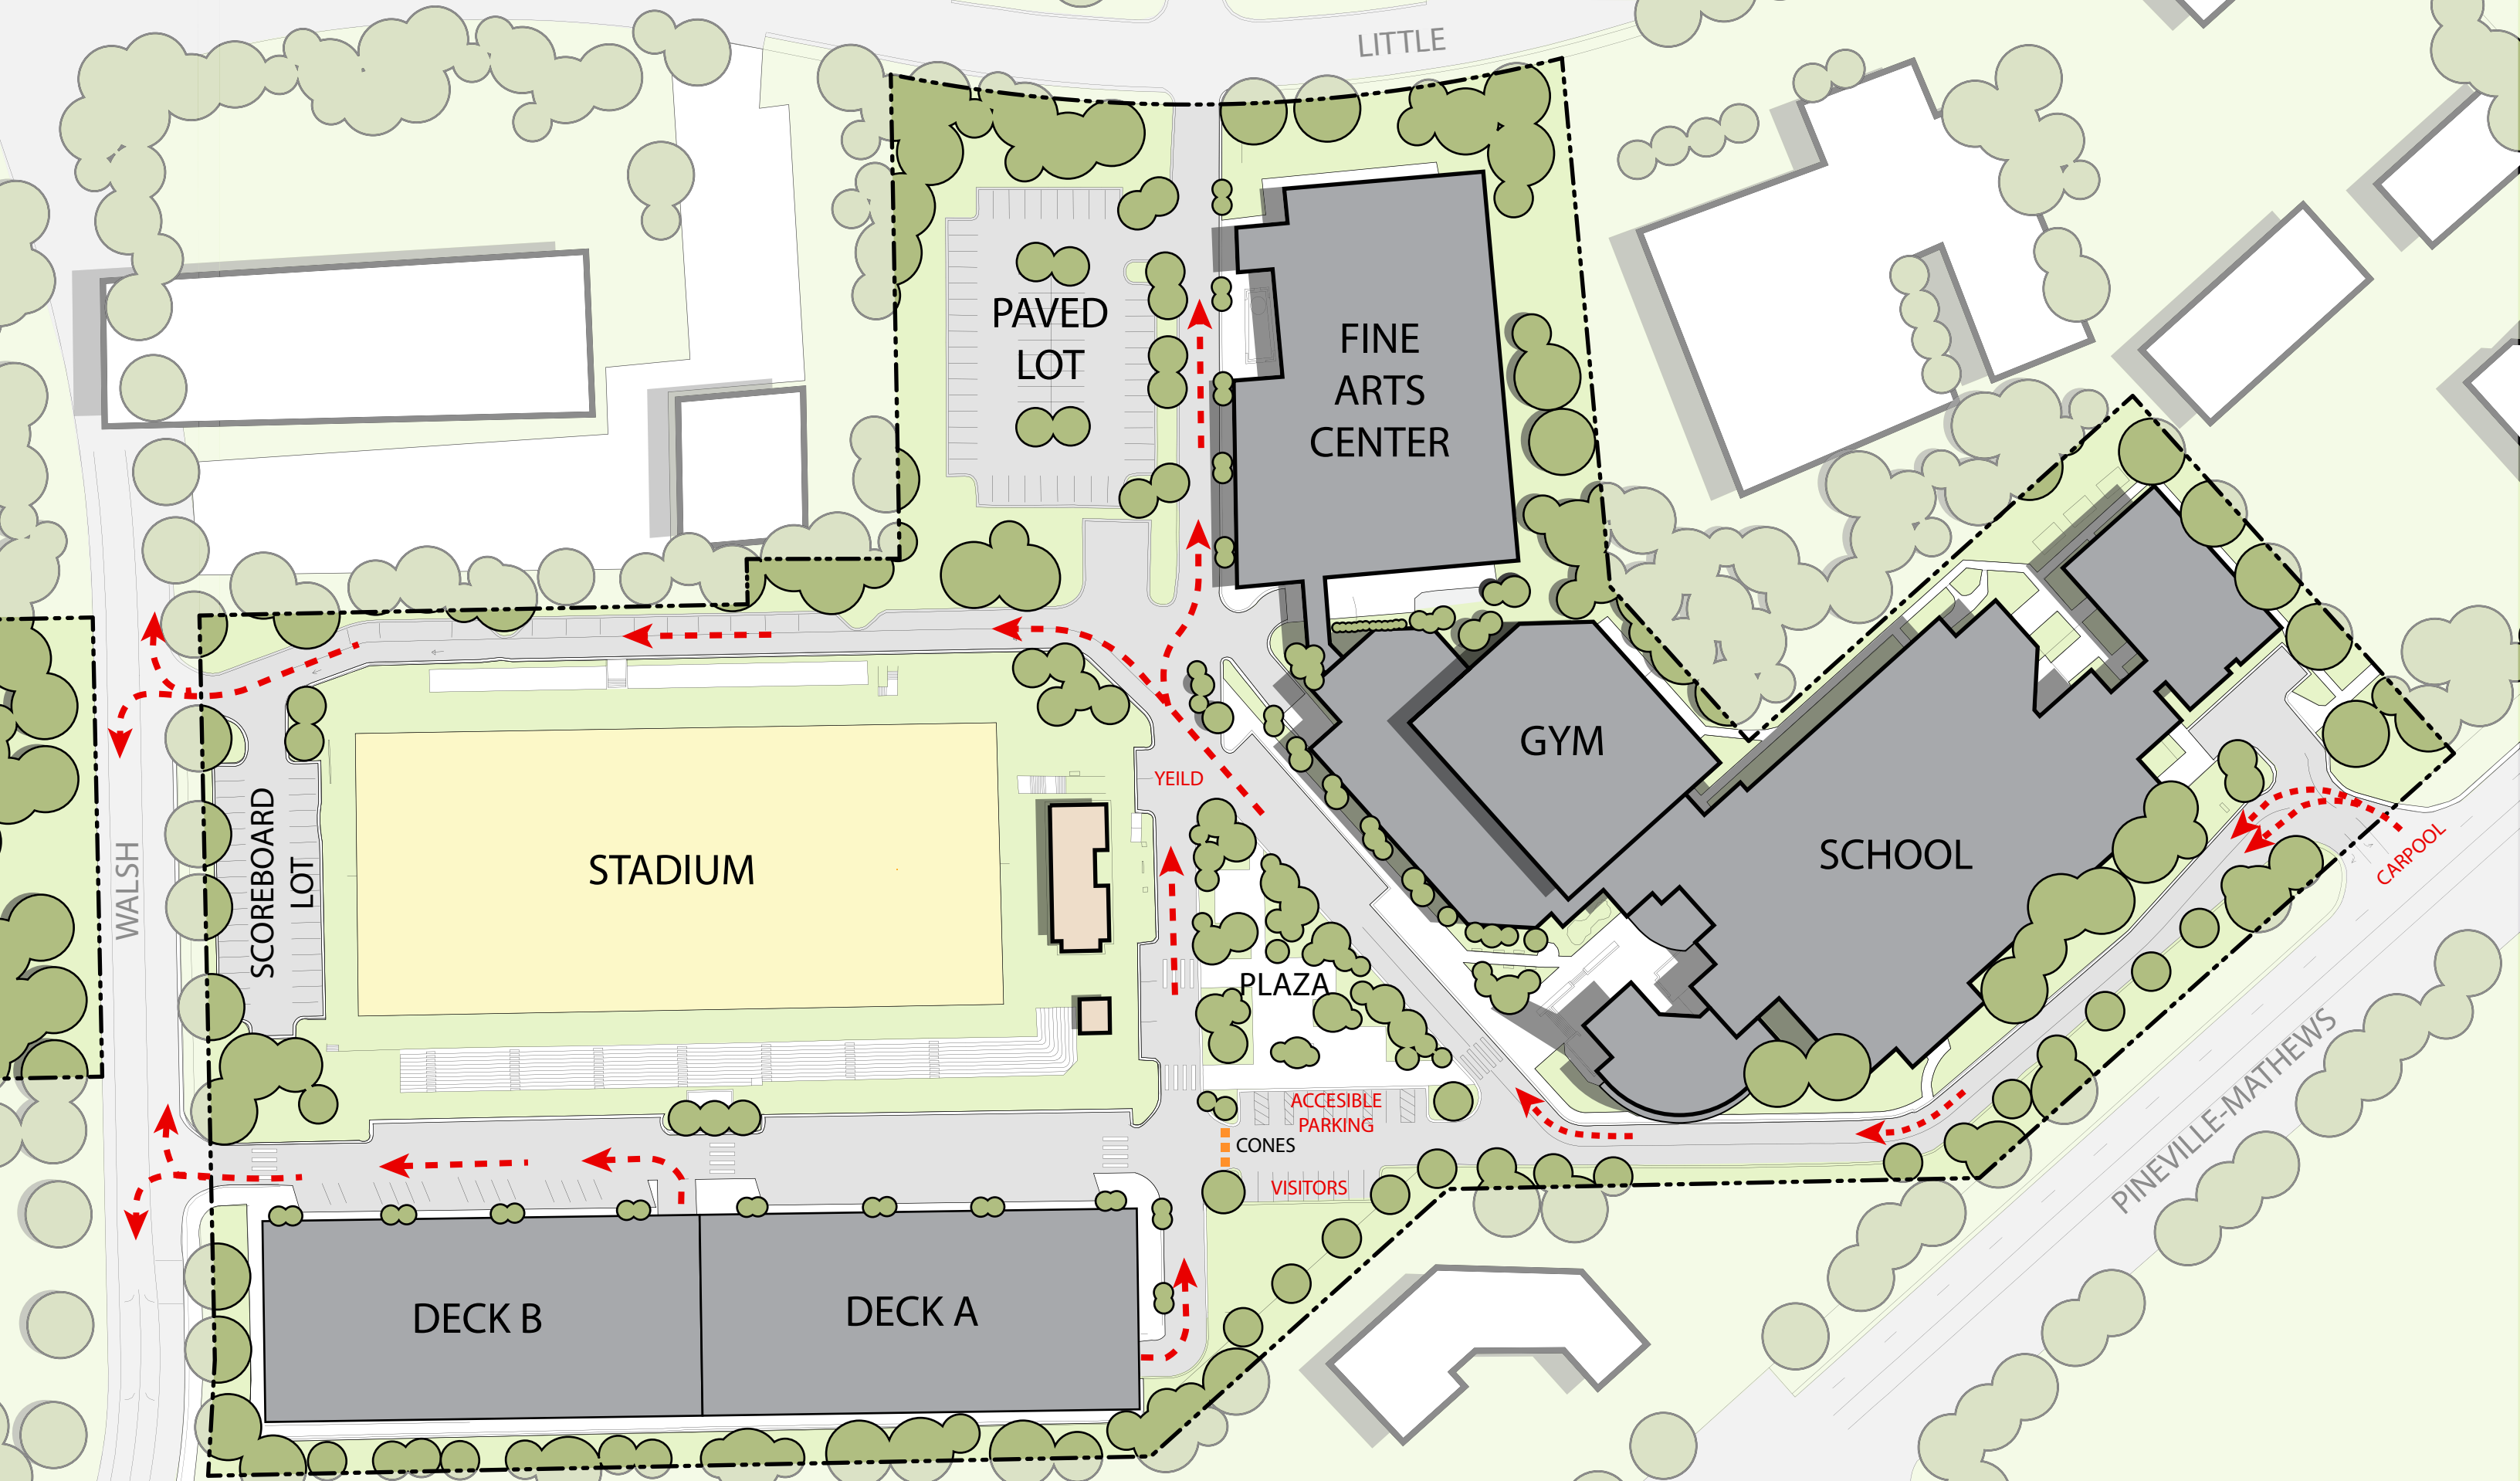 LITTLE
PAVED
LOT
FINE
ARTS
CENTER
GYM
YEILD
SCHOOL
CARPOOL
STADIUM
SCOREBOARD
LOT
WALSH
PLAZA
ACCESIBLE
PARKING
CONES
VISITORS
PINEVILLE-MATHEWS
DECK B
DECK A